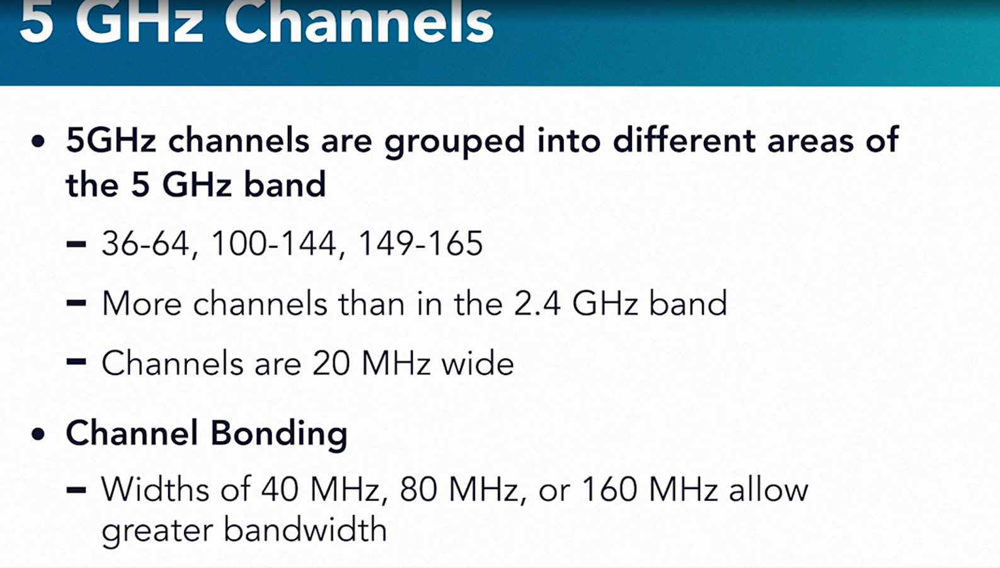 5 GHz Channels
• 5GHz channels are grouped into different areas of
the 5 GHz band
– 36-64, 100-144, 149-165
– More channels than in the 2.4 GHz band
– Channels are 20 MHz wide
• Channel Bonding
– Widths of 40 MHz, 80 MHz, or 160 MHz allow
greater bandwidth